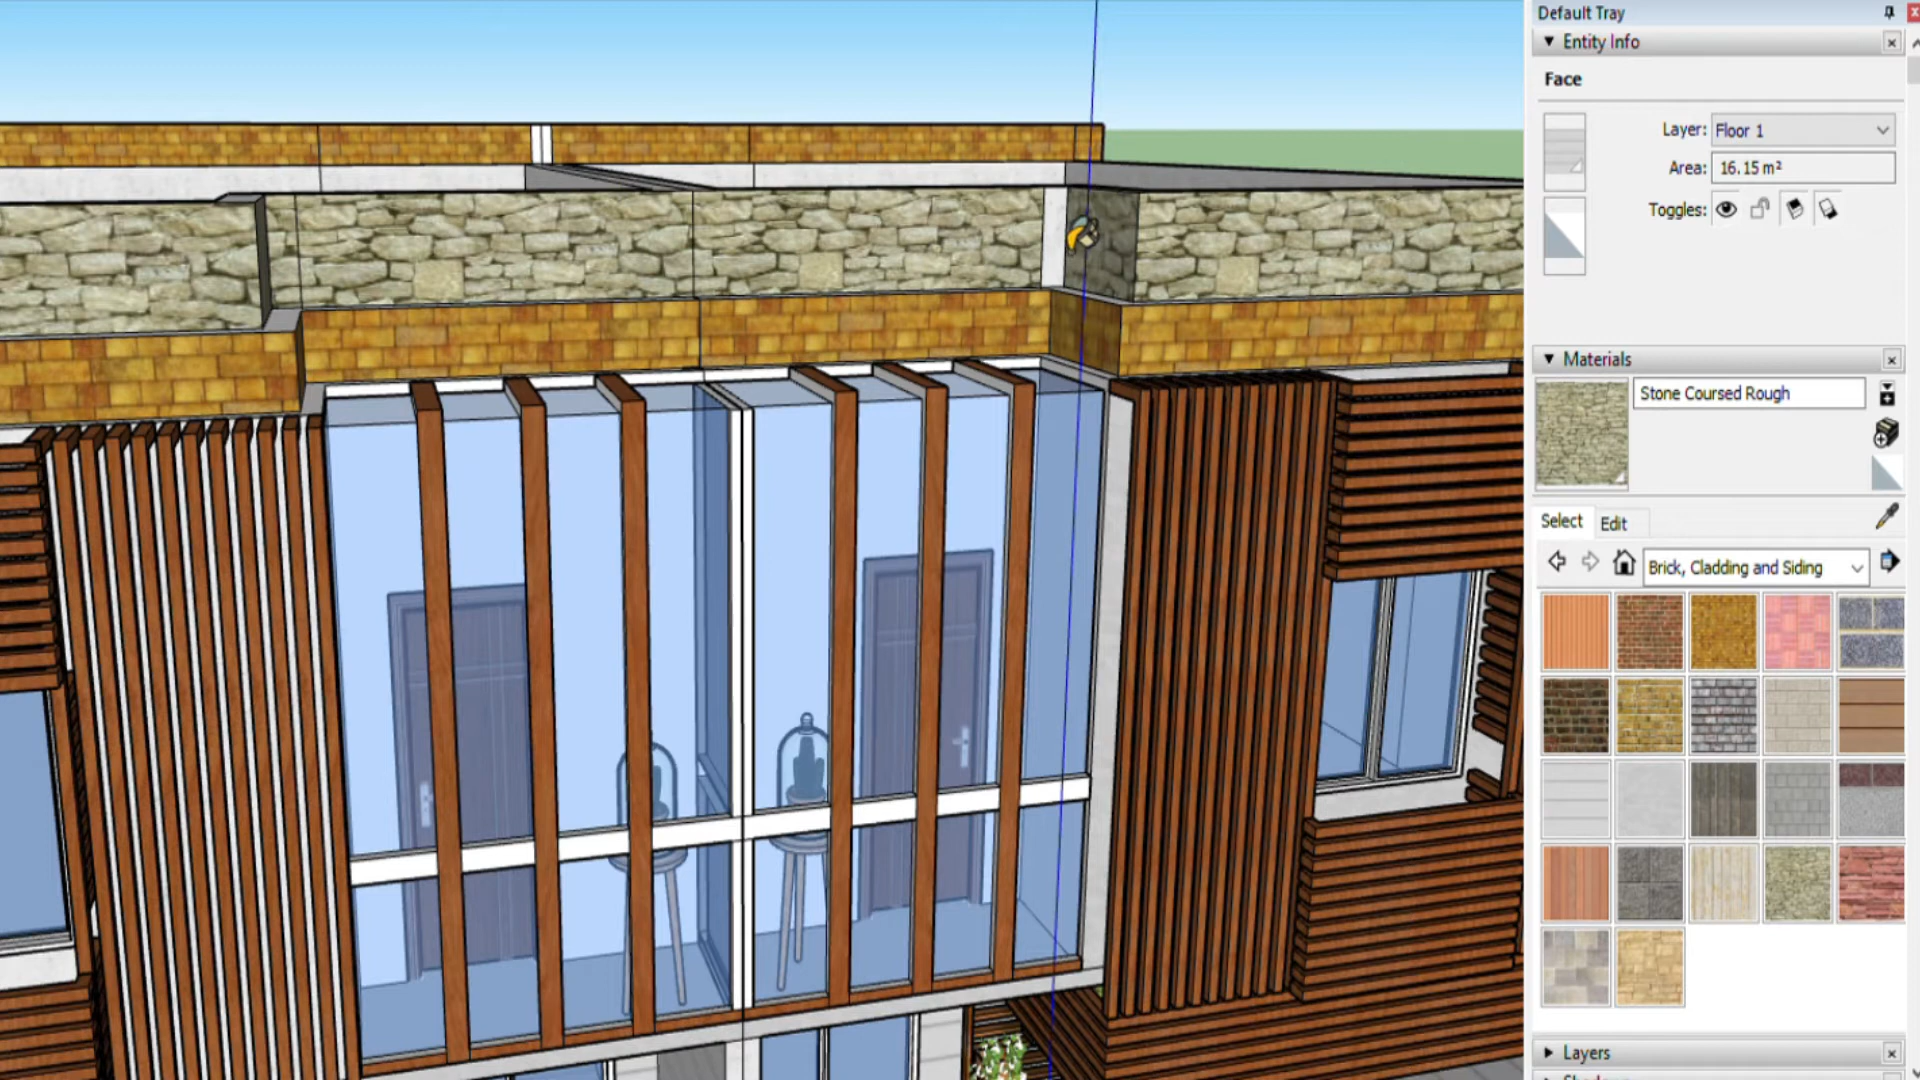 Default Tray
Entity Info
Face
Layer: Floor 1
Area: 16.15 m²
Toggles:
Materials
Stone Coursed Rough
Select Edit
Brick, Cladding and Siding
Layers